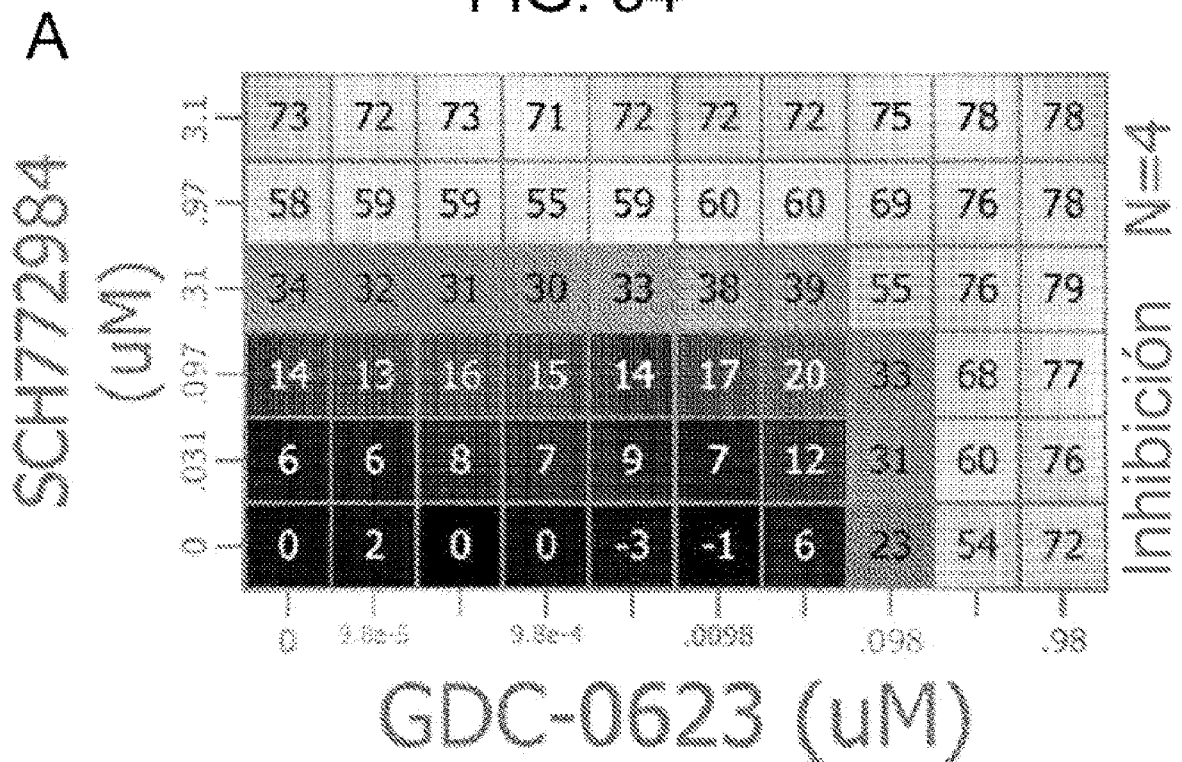 A
SCH772984
(uM)
3.1 73 72 73 71 72 72 72 75 78 78
.97 58 59 59 55 59 60 60 69 76 78
.31 34 32 31 30 33 38 39 55 76 79
.097 14 13 16 15 14 17 20 33 68 77
.031 6 6 8 7 9 7 12 31 60 76
0 0 2 0 0 -3 -1 6 23 54 72
0 9.8e-5 9.8e-4 .0098 .098 .98
GDC-0623 (uM)
Inhibición N=4